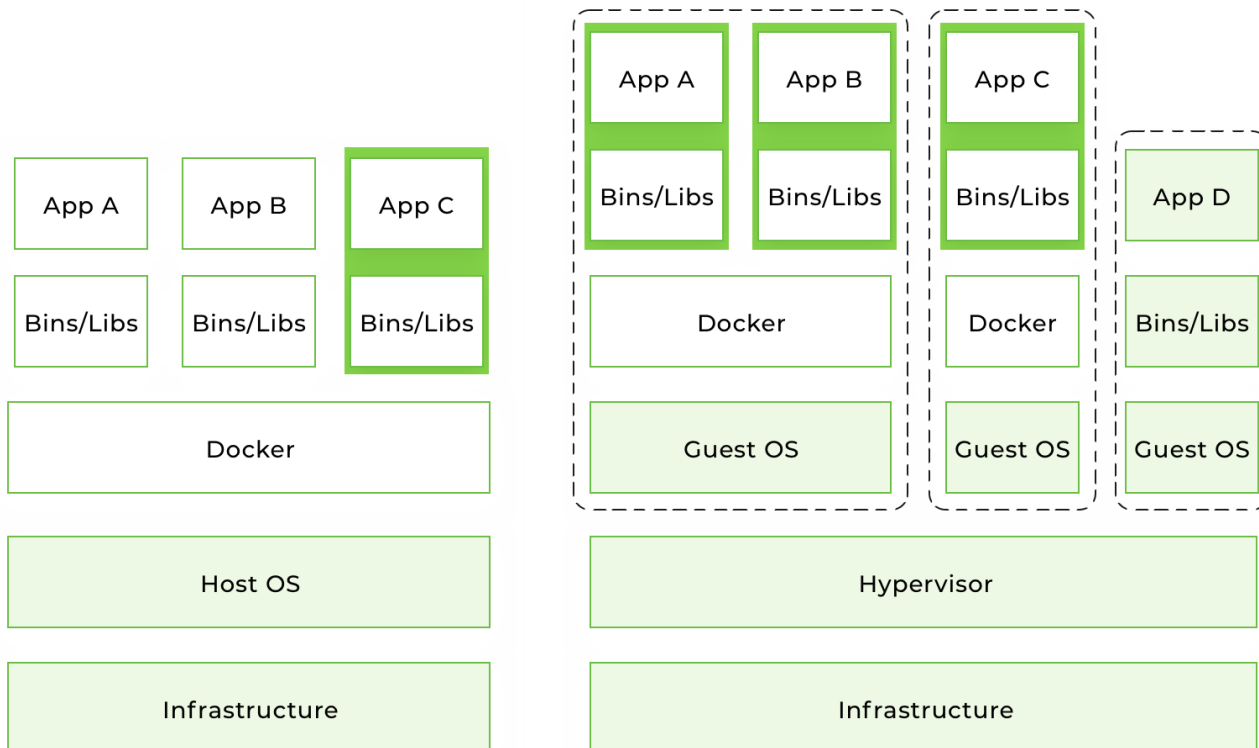 App A
App B
App C
Bins/Libs
Bins/Libs
Bins/Libs
Docker
Host OS
Infrastructure
App A
App B
App C
Bins/Libs
Bins/Libs
Bins/Libs
App D
Docker
Docker
Bins/Libs
Guest OS
Guest OS
Guest OS
Hypervisor
Infrastructure